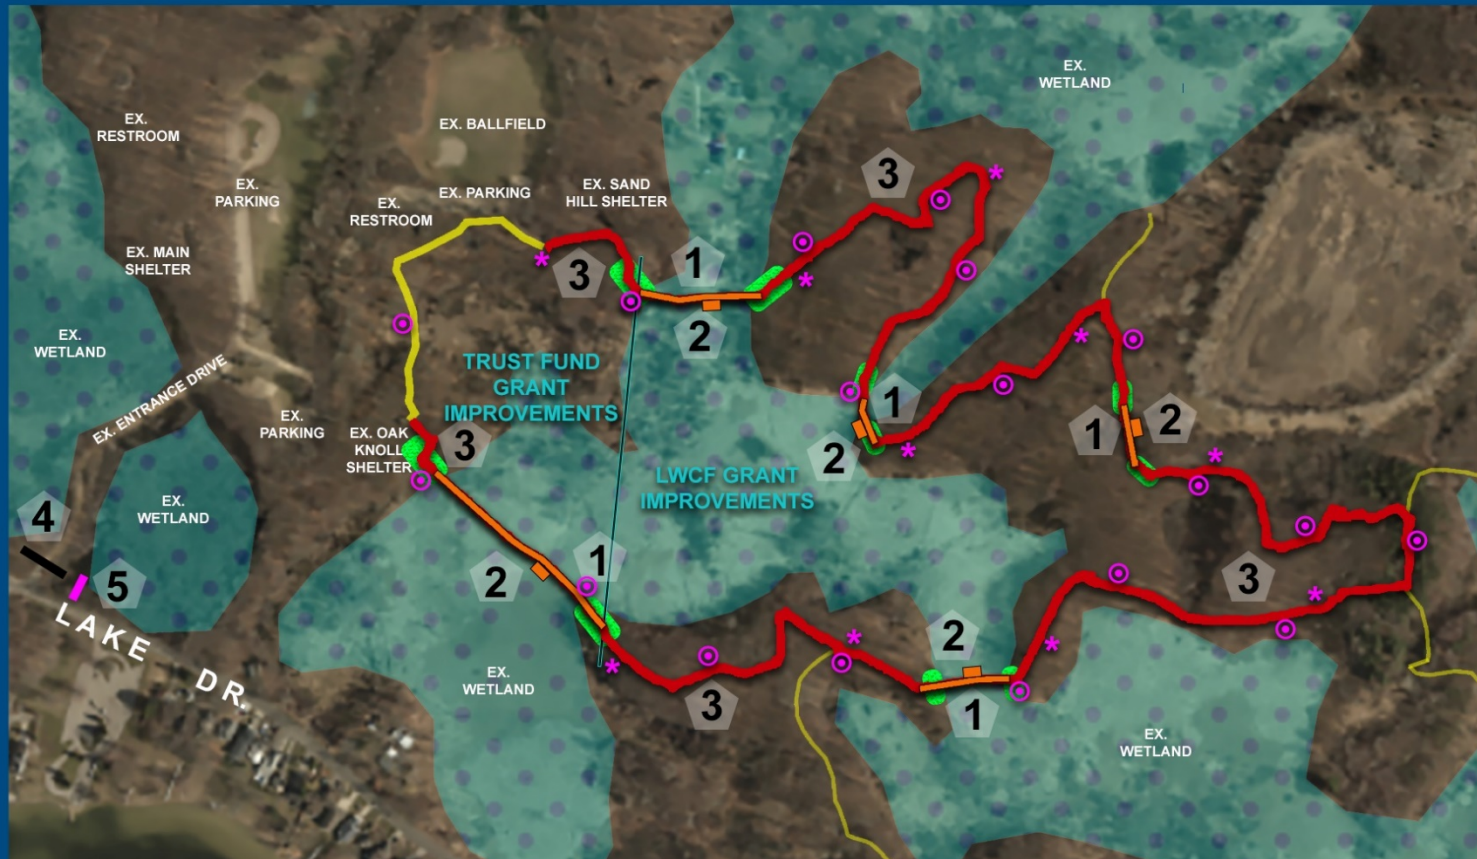 EX.
WETLAND
EX.
RESTROOM
EX. BALLFIELD
EX.
PARKING
EX. PARKING
EX. SAND
HILL SHELTER
3
EX.
RESTROOM
EX. MAIN
SHELTER
3
1
2
EX.
WETLAND
EX. ENTRANCE DRIVE
TRUST FUND
GRANT
IMPROVEMENTS
EX.
PARKING
EX. OAK
KNOLL
SHELTER
3
1
2
1
2
LWCF GRANT
IMPROVEMENTS
EX.
WETLAND
4
5
2
1
3
LAKE DR.
EX.
WETLAND
2
1
3
EX.
WETLAND